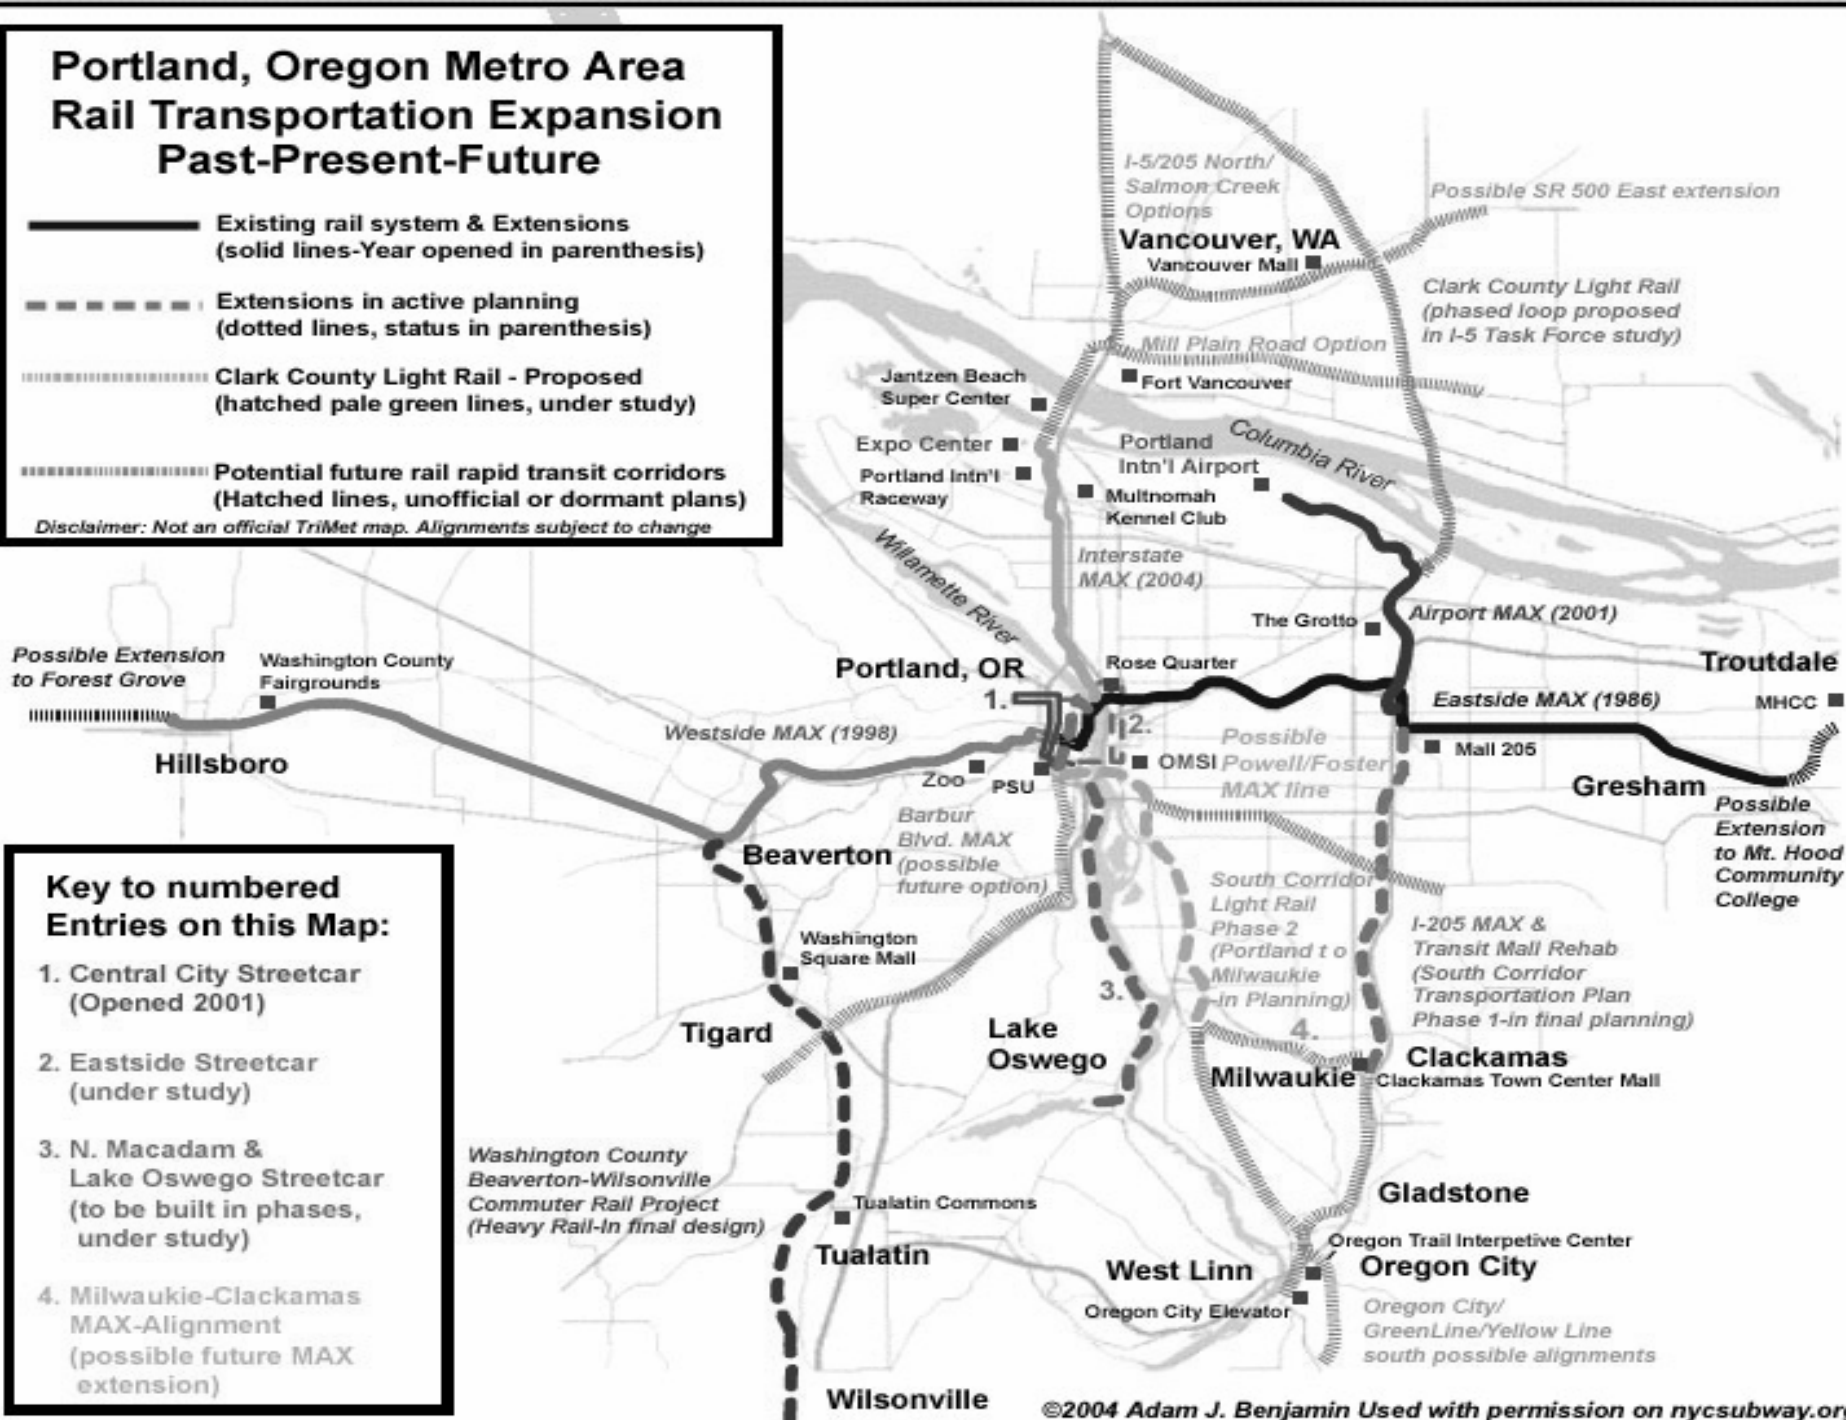 Portland, Oregon Metro Area
Rail Transportation Expansion
Past-Present-Future
Existing rail system & Extensions
(solid lines-Year opened in parenthesis)
Extensions in active planning
(dotted lines, status in parenthesis)
Clark County Light Rail - Proposed
(hatched pale green lines, under study)
Potential future rail rapid transit corridors
(Hatched lines, unofficial or dormant plans)
Disclaimer: Not an official TriMet map. Alignments subject to change
I-5/205 North/
Salmon Creek
Options
Possible SR 500 East extension
Vancouver, WA
Vancouver Mall
Clark County Light Rail
(phased loop proposed
in I-5 Task Force study)
Mill Plain Road Option
Fort Vancouver
Jantzen Beach
Super Center
Expo Center
Portland Int'l
Raceway
Portland
Intn'l Airport
Columbia River
Multnomah
Kennel Club
Willamette River
Interstate
MAX (2004)
The Grotto
Airport MAX (2001)
Possible Extension
to Forest Grove
Washington County
Fairgrounds
Portland, OR
Rose Quarter
Troutdale
1.
Eastside MAX (1986)
MHCC
Westside MAX (1998)
2.
Hillsboro
Zoo
PSU
OMSI
Possible
Powell/Foster
MAX line
Mall 205
Gresham
Possible
Extension
to Mt. Hood
Community
College
Barbur
Blvd. MAX
(possible
future option)
Beaverton
South Corridor
Light Rail
Phase 2
(Portland t o
Milwaukie
-in Planning)
I-205 MAX &
Transit Mall Rehab
(South Corridor
Transportation Plan
Phase 1-in final planning)
Washington
Square Mall
3.
Tigard
Lake
Oswego
4.
Milwaukie
Clackamas
Clackamas Town Center Mall
Key to numbered
Entries on this Map:
1. Central City Streetcar
(Opened 2001)
2. Eastside Streetcar
(under study)
3. N. Macadam &
Lake Oswego Streetcar
(to be built in phases,
under study)
4. Milwaukie-Clackamas
MAX-Alignment
(possible future MAX
extension)
Washington County
Beaverton-Wilsonville
Commuter Rail Project
(Heavy Rail-In final design)
Tualatin Commons
Tualatin
Gladstone
Oregon Trail Interpetive Center
West Linn
Oregon City
Oregon City Elevator
Oregon City/
GreenLine/Yellow Line
south possible alignments
Wilsonville
©2004 Adam J. Benjamin Used with permission on nycsubway.or